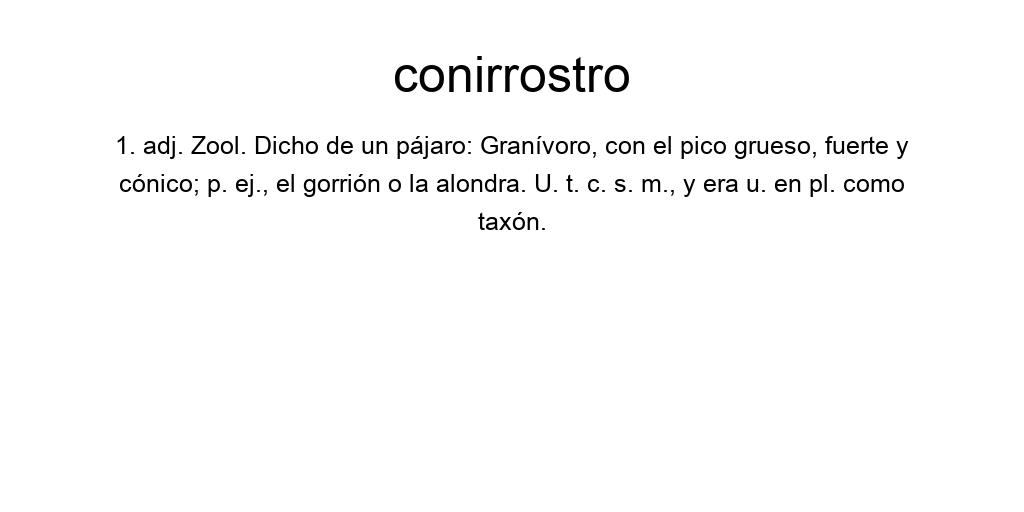 conirrostro
1. adj. Zool. Dicho de un pájaro: Granívoro, con el pico grueso, fuerte y
cónico; p. ej., el gorrión o la alondra. U. t. c. s. m., y era u. en pl. como
taxón.